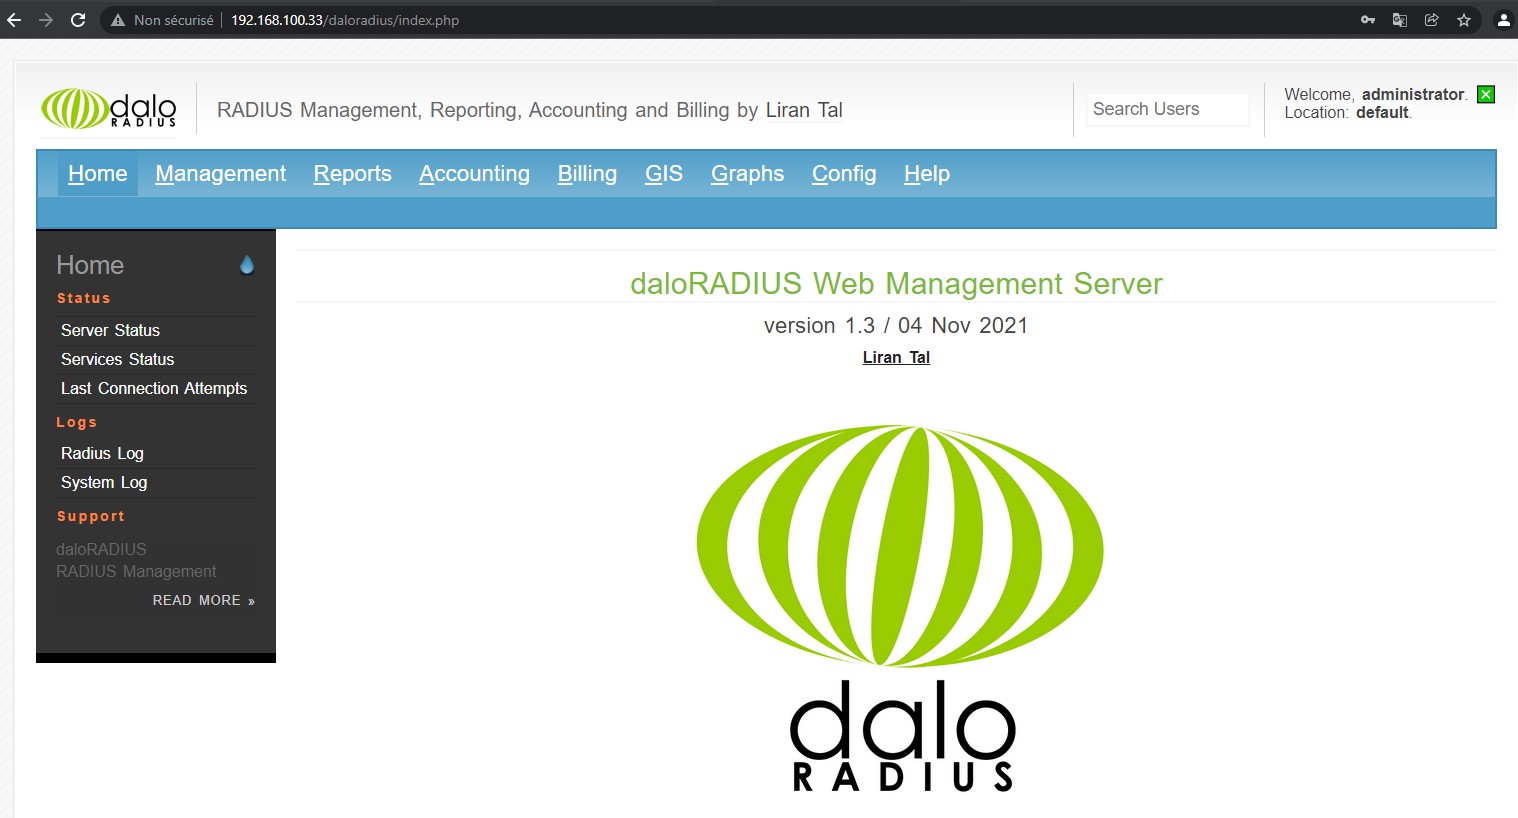 Non sécurisé 192.168.100.33/daloradius/index.php
dalo
RADIUS
RADIUS Management, Reporting, Accounting and Billing by Liran Tal
Search Users
Welcome, administrator.
Location: default.
Home Management Reports Accounting Billing GIS Graphs Config Help
Home
Status
Server Status
Services Status
Last Connection Attempts
Logs
Radius Log
System Log
Support
daloRADIUS
RADIUS Management
READ MORE »
daloRADIUS Web Management Server
version 1.3 / 04 Nov 2021
Liran Tal
dalo
RADIUS